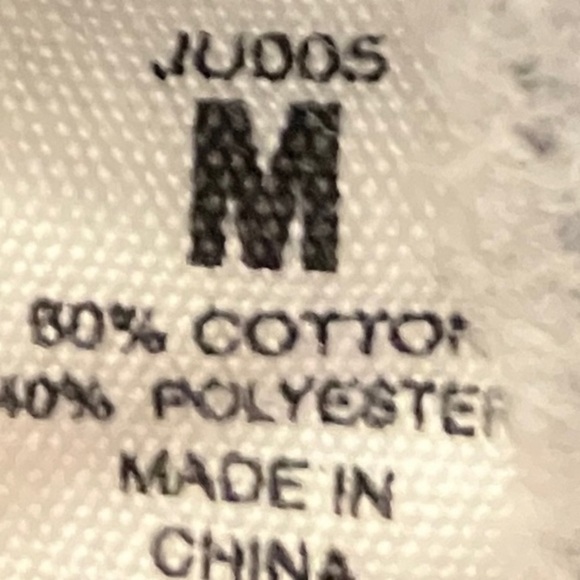 JUDOS
M
60% COTTON
40% POLYESTER
MADE IN
CHINA